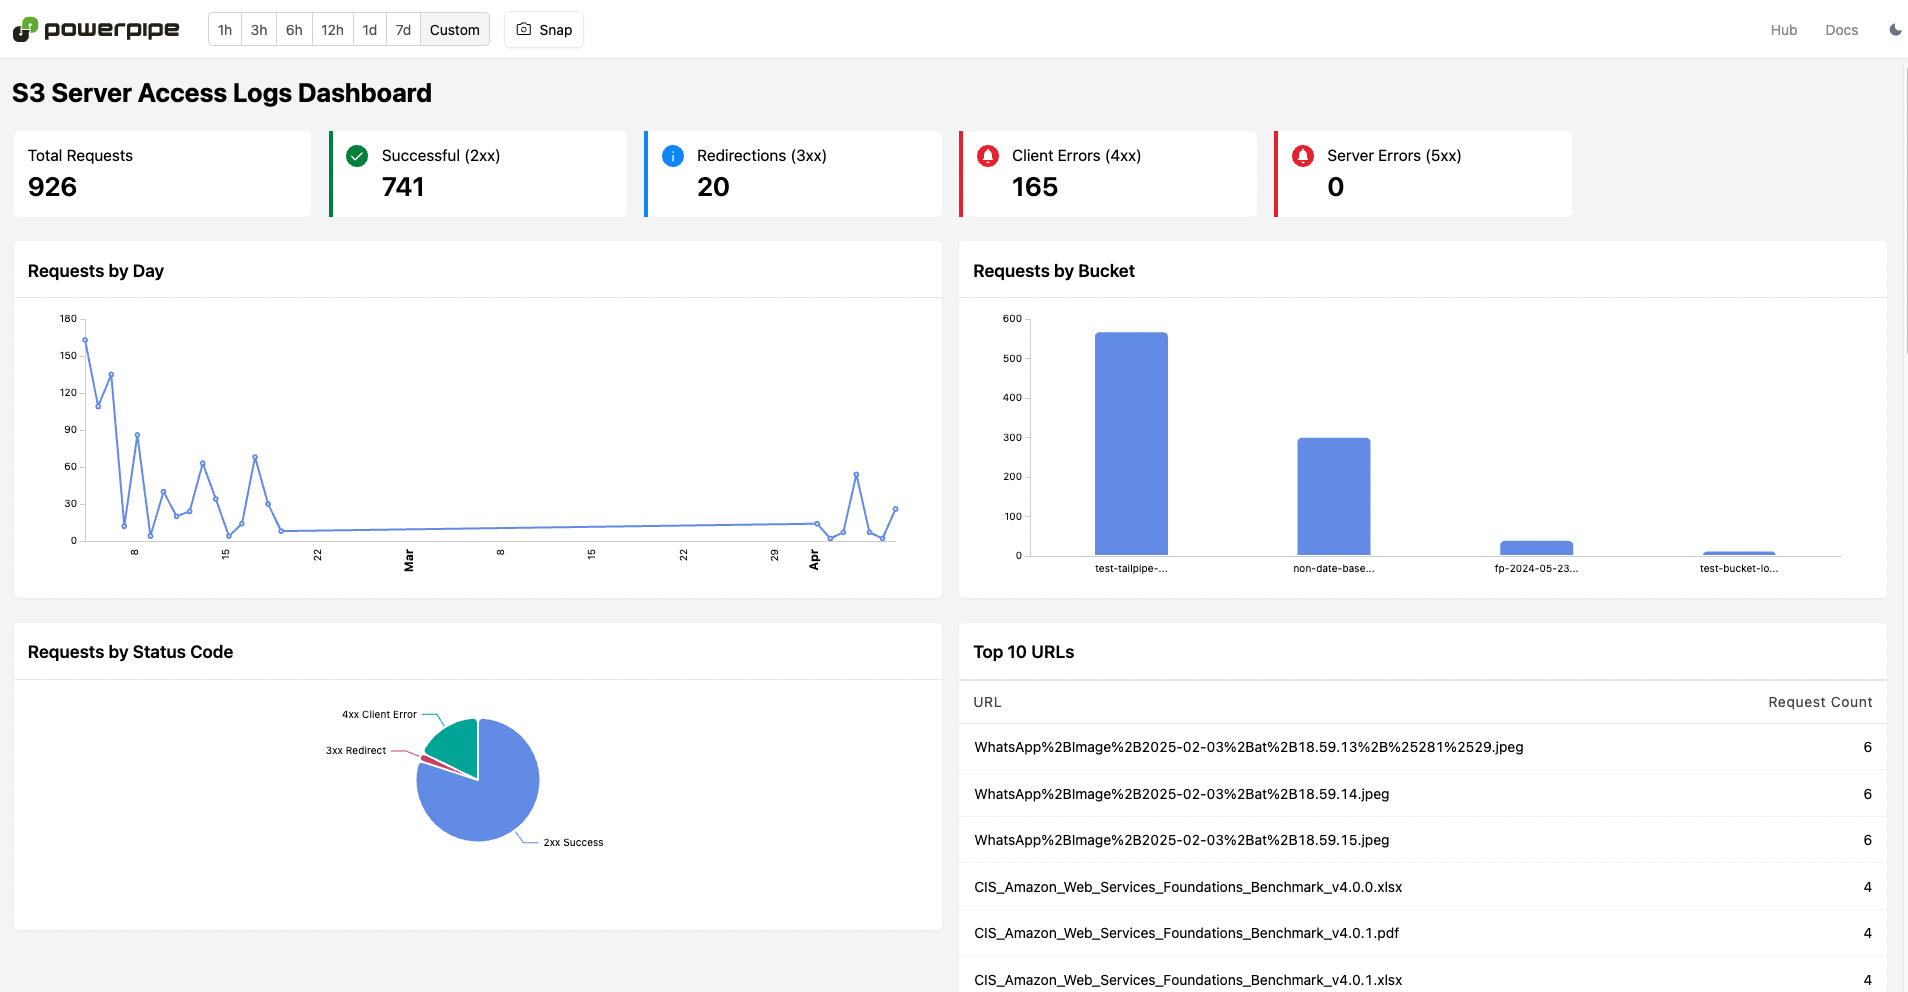 powerpipe
1h 3h 6h 12h 1d 7d Custom
Snap
Hub Docs
S3 Server Access Logs Dashboard
Total Requests
926
Successful (2xx)
741
Redirections (3xx)
20
Client Errors (4xx)
165
Server Errors (5xx)
0
Requests by Day
180
150
120
90
60
30
0
8 15 22 Mar 8 15 22 29 Apr
Requests by Bucket
600
500
400
300
200
100
0
test-tailpipe-... non-date-base... fp-2024-05-23... test-bucket-lo...
Requests by Status Code
4xx Client Error
3xx Redirect
2xx Success
Top 10 URLs
URL Request Count
WhatsApp%2BImage%2B2025-02-03%2Bat%2B18.59.13%2B%25281%2529.jpeg 6
WhatsApp%2BImage%2B2025-02-03%2Bat%2B18.59.14.jpeg 6
WhatsApp%2BImage%2B2025-02-03%2Bat%2B18.59.15.jpeg 6
CIS_Amazon_Web_Services_Foundations_Benchmark_v4.0.0.xlsx 4
CIS_Amazon_Web_Services_Foundations_Benchmark_v4.0.1.pdf 4
CIS_Amazon_Web_Services_Foundations_Benchmark_v4.0.1.xlsx 4